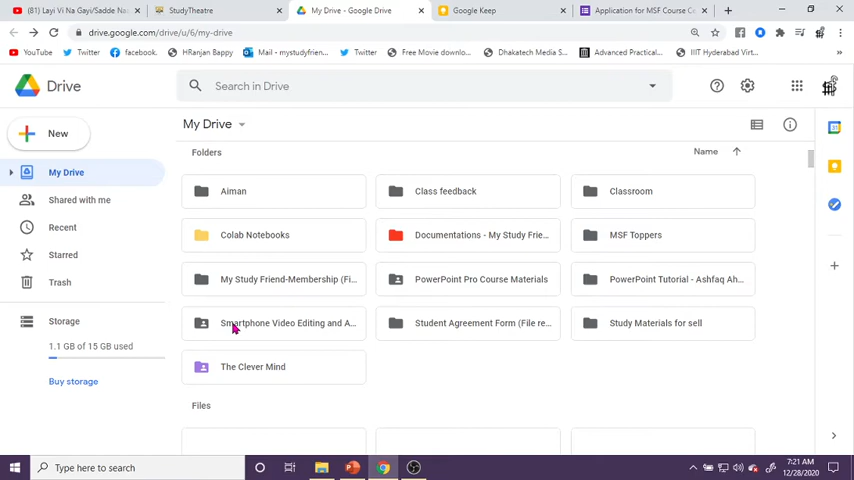 (81) Layi Vi Na Gayi/Sadde Na
StudyTheatre
My Drive - Google Drive
Google Keep
Application for MSF Course C
drive.google.com/drive/u/6/my-drive
YouTube
Twitter
facebook.
HRanjan Bappy
Mail - mystudyfrien...
Twitter
Free Movie downlo...
Dhakatech Media S...
Advanced Practical...
IIIT Hyderabad Virt...
Drive
Search in Drive
New
My Drive
My Drive
Folders
Name
Shared with me
Recent
Starred
Trash
Storage
1.1 GB of 15 GB used
Buy storage
Aiman
Class feedback
Classroom
Colab Notebooks
Documentations - My Study Frie...
MSF Toppers
My Study Friend-Membership (Fi...
PowerPoint Pro Course Materials
PowerPoint Tutorial - Ashfaq Ah...
Smartphone Video Editing and A...
Student Agreement Form (File re...
Study Materials for sell
The Clever Mind
Files
31
Type here to search
7:21 AM
12/28/2020